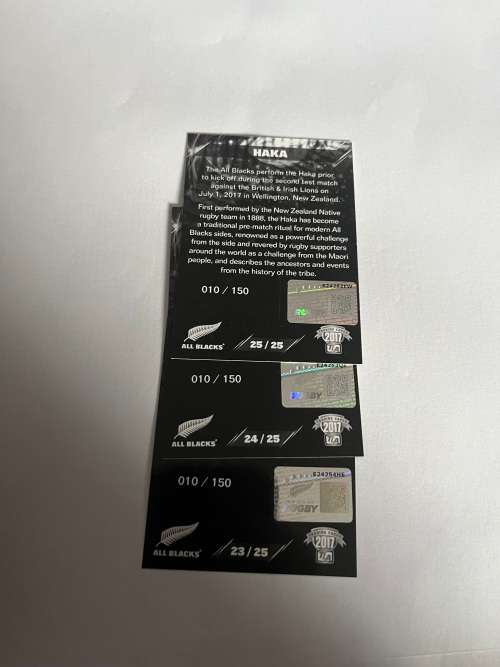 HAKA
The All Blacks perform the Haka prior
to kick off during the second test match
against the British & Irish Lions on
July 1, 2017 in Wellington, New Zealand.
First performed by the New Zealand Native
rugby team in 1888, the Haka has become
a traditional pre-match ritual for modern All
Blacks sides, renowned as a powerful challenge
from the side and revered by rugby supporters
around the world as a challenge from the Maori
people, and describes the ancestors and events
from the history of the tribe.
010 / 150
ALL BLACKS
25 / 25
2017
010 / 150
RUGBY
ALL BLACKS
24 / 25
2017
010 / 150
RUGBY
ALL BLACKS
23 / 25
2017